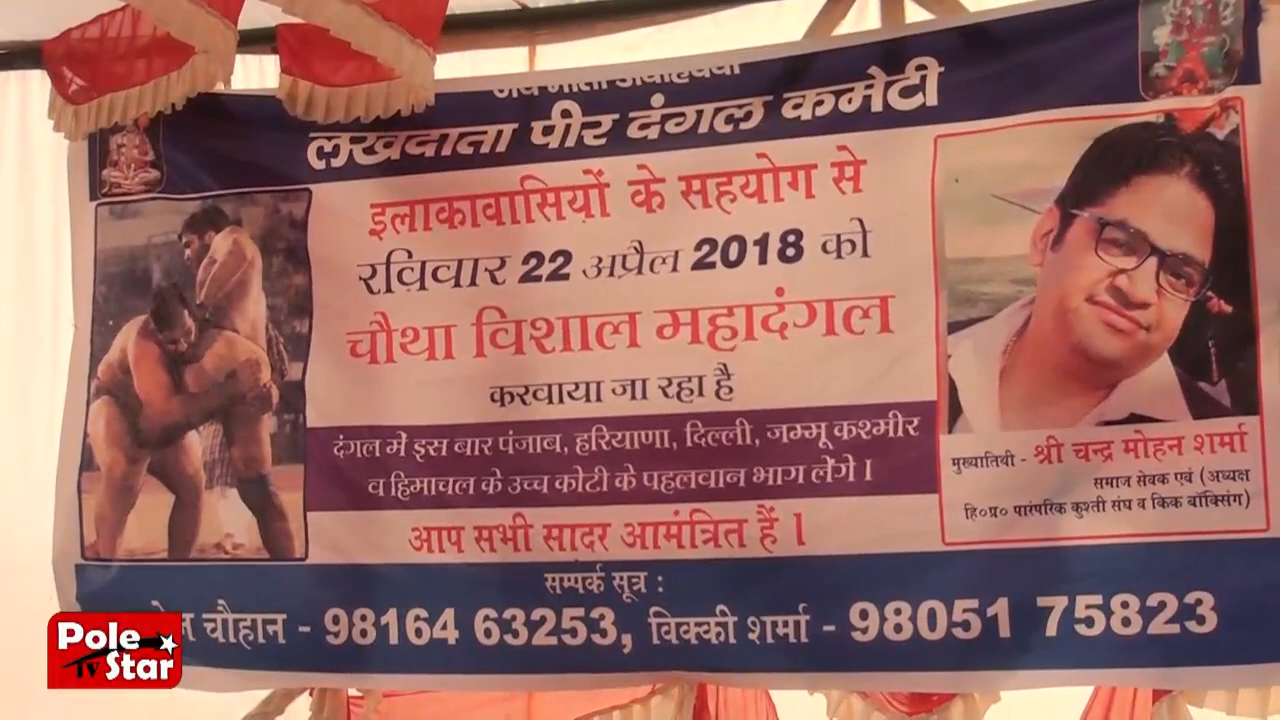 लखदाता पीर दंगल कमेटी
इलाकावासियों के सहयोग से
रविवार 22 अप्रैल 2018 को
चौथा विशाल महादंगल
करवाया जा रहा है
दंगल में इस बार पंजाब, हरियाणा, दिल्ली, जम्मू कश्मीर
व हिमाचल के उच्च कोटी के पहलवान भाग लेंगे ।
आप सभी सादर आमंत्रित हैं ।
मुख्यातिथी - श्री चन्द्र मोहन शर्मा
समाज सेवक एवं (अध्यक्ष
हि०प्र० पारंपरिक कुश्ती संघ व किक बॉक्सिंग)
सम्पर्क सूत्र :
चौहान - 98164 63253, विक्की शर्मा - 98051 75823
Pole
TV Star